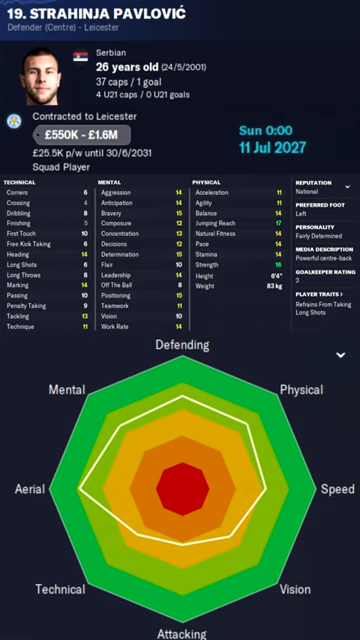 19. STRAHINJA PAVLOVIĆ
Defender (Centre) - Leicester
Serbian
26 years old (24/5/2001)
37 caps / 1 goal
4 U21 caps / 0 U21 goals
Contracted to Leicester
£550K - £1.6M
£25.5K p/w until 30/6/2031
Squad Player
Sun 0:00
11 Jul 2027
TECHNICAL
Corners 6
Crossing 4
Dribbling 8
Finishing 5
First Touch 10
Free Kick Taking 6
Heading 14
Long Shots 6
Long Throws 8
Marking 14
Passing 10
Penalty Taking 9
Tackling 13
Technique 11
MENTAL
Aggression 14
Anticipation 14
Bravery 15
Composure 12
Concentration 13
Decisions 12
Determination 15
Flair 10
Leadership 14
Off The Ball 8
Positioning 15
Teamwork 11
Vision 10
Work Rate 14
PHYSICAL
Acceleration 11
Agility 11
Balance 14
Jumping Reach 17
Natural Fitness 14
Pace 14
Stamina 14
Strength 16
Height 6'4"
Weight 83 kg
REPUTATION
National
PREFERRED FOOT
Left
PERSONALITY
Fairly Determined
MEDIA DESCRIPTION
Powerful centre-back
GOALKEEPER RATING
3
PLAYER TRAITS >
Refrains From Taking
Long Shots
Defending
Mental
Physical
Aerial
Speed
Technical
Vision
Attacking